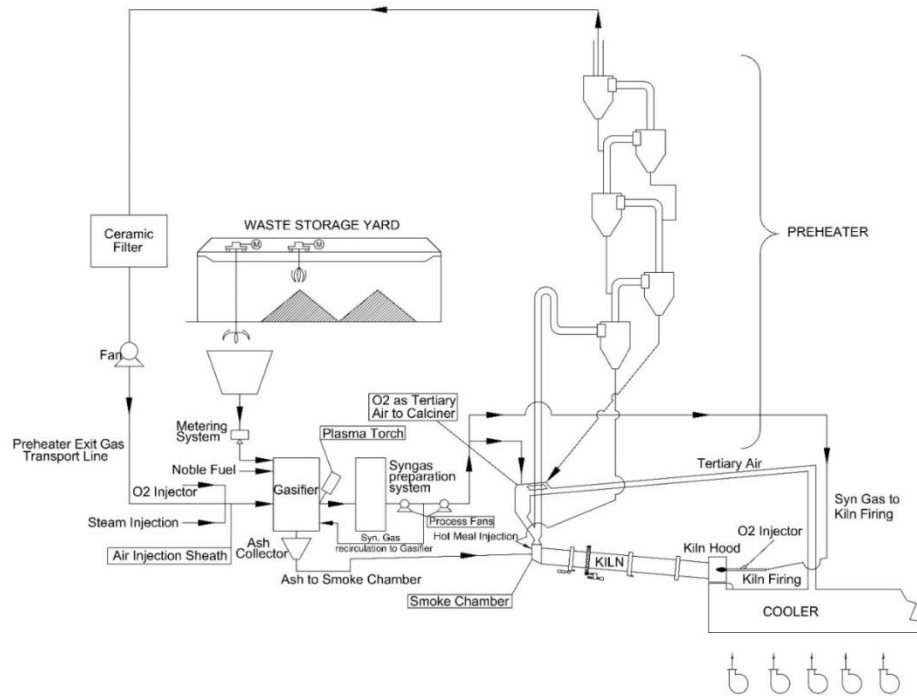 WASTE STORAGE YARD
M
M
Ceramic
Filter
PREHEATER
Fan
O2 as Tertiary
Air to Calciner
Metering
System
Plasma Torch
Preheater Exit Gas
Transport Line
Noble Fuel
Syngas
preparation
system
Tertiary Air
O2 Injector
Gasifier
Syn Gas to
Kiln Firing
Steam Injection
Process Fans
Air Injection Sheath
Ash
Collector
Syn. Gas
recirculation to Gasifier
Hot Meal Injection
O2 Injector
Kiln Hood
Ash to Smoke Chamber
KILN
Kiln Firing
Smoke Chamber
COOLER